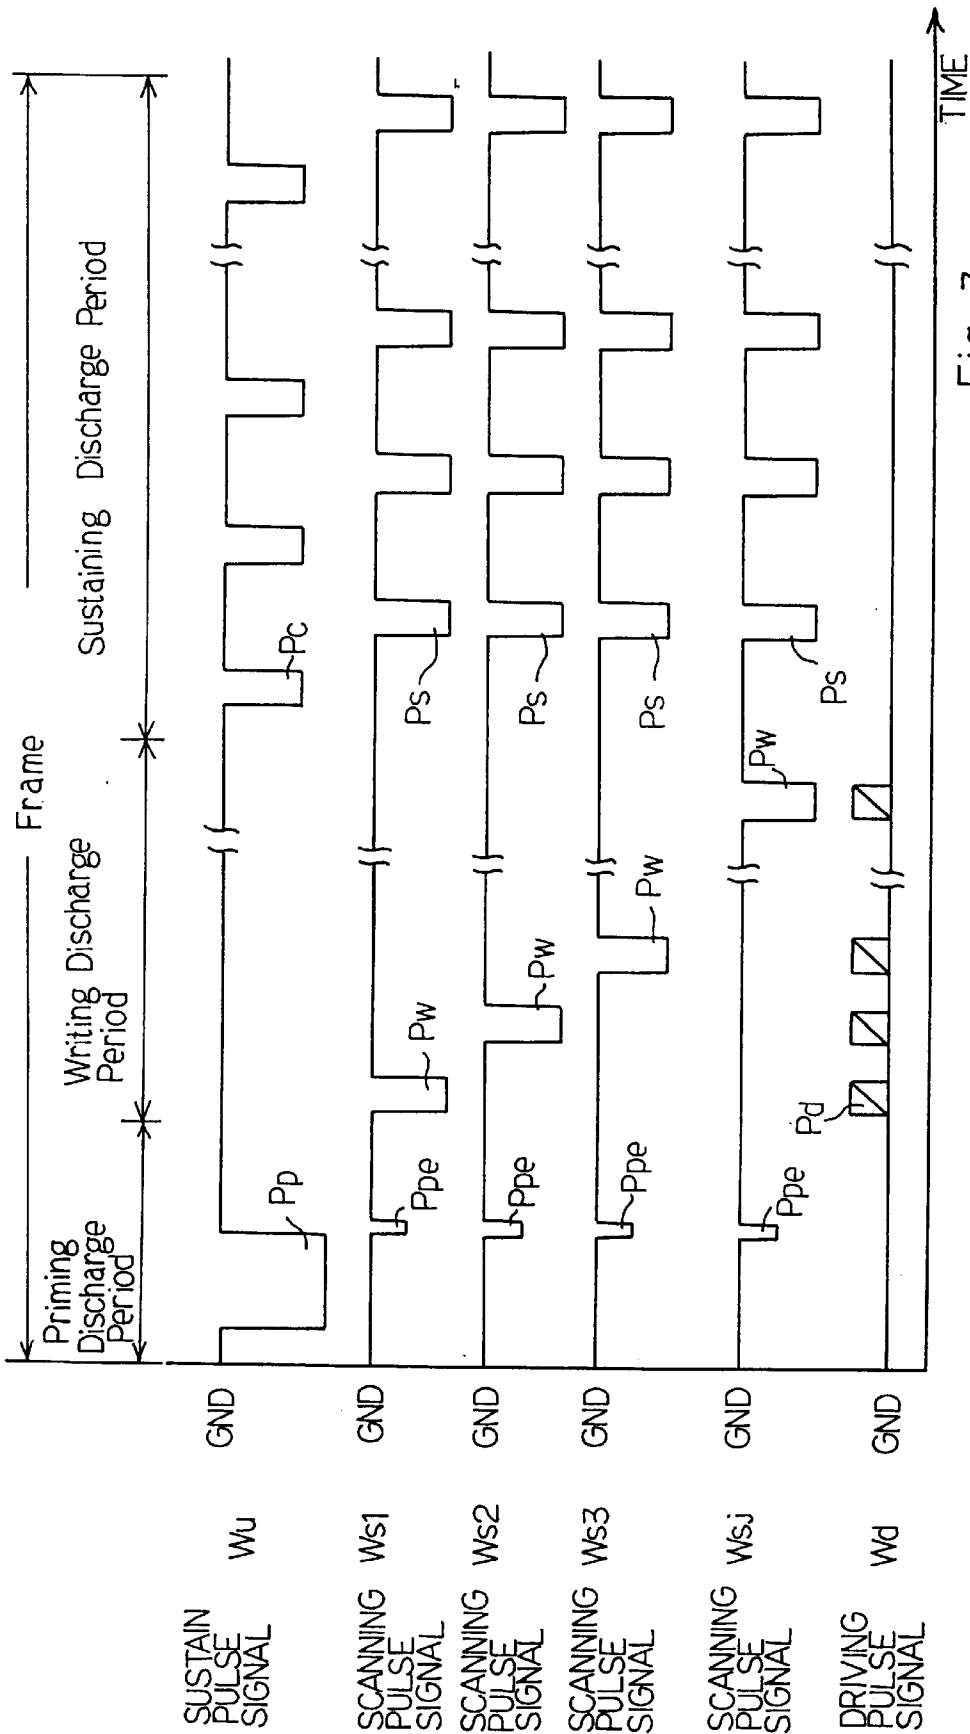 Frame
Priming
Discharge
Period
Writing Discharge
Period
Sustaining Discharge Period
SUSTAIN
PULSE
SIGNAL
Wu
GND
Pp
Pc
SCANNING
PULSE
SIGNAL
Ws1
GND
Ppe
Pw
Ps
SCANNING
PULSE
SIGNAL
Ws2
GND
Ppe
Pw
Ps
SCANNING
PULSE
SIGNAL
Ws3
GND
Ppe
Pw
Ps
SCANNING
PULSE
SIGNAL
Wsj
GND
Ppe
Pw
Ps
DRIVING
PULSE
SIGNAL
Wd
GND
Pd
TIME